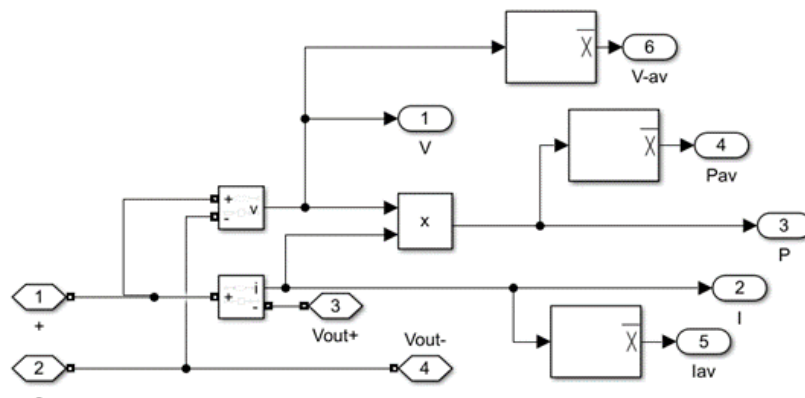 X
6
V-av
1
V
X
4
Pav
+
-
v
x
3
P
1
+
+
-
i
3
Vout+
2
I
Vout-
X
5
Iav
2
4
-